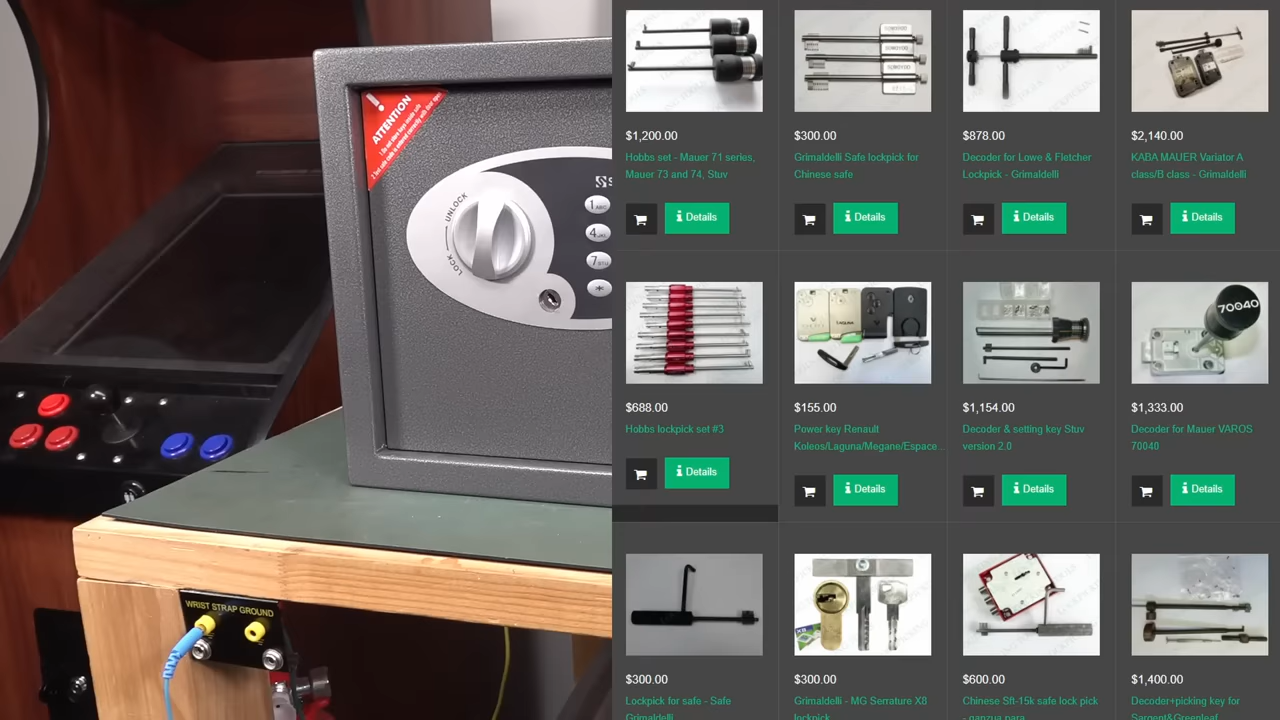 ATTENTION
UNLOCK
LOCK
1
4
7
*
WRIST STRAP GROUND
$1,200.00
Hobbs set - Mauer 71 series,
Mauer 73 and 74, Stuv
Details
$300.00
Grimaldelli Safe lockpick for
Chinese safe
Details
$878.00
Decoder for Lowe & Fletcher
Lockpick - Grimaldelli
Details
$2,140.00
KABA MAUER Variator A
class/B class - Grimaldelli
Details
$688.00
Hobbs lockpick set #3
Details
LAGUNA
$155.00
Power key Renault
Koleos/Laguna/Megane/Espace...
Details
$1,154.00
Decoder & setting key Stuv
version 2.0
Details
70040
$1,333.00
Decoder for Mauer VAROS
70040
Details
$300.00
Lockpick for safe - Safe
Grimaldelli
$300.00
Grimaldelli - MG Serrature X8
lockpick
$600.00
Chinese Sft-15k safe lock pick
- ganzua para
$1,400.00
Decoder+picking key for
Sargent&Greenleaf